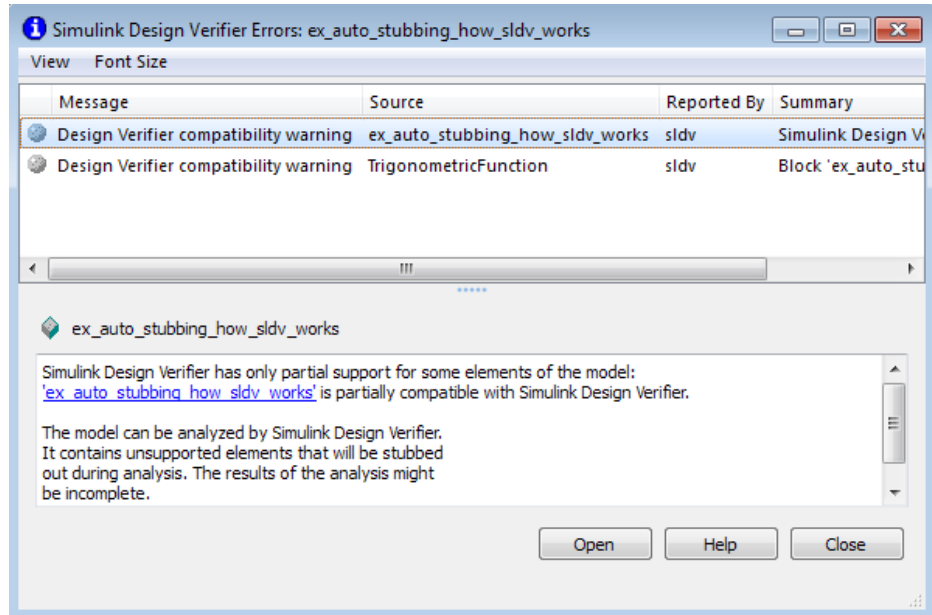 Simulink Design Verifier Errors: ex_auto_stubbing_how_sldv_works
View Font Size
Message Source Reported By Summary
Design Verifier compatibility warning ex_auto_stubbing_how_sldv_works sldv Simulink Design Ve
Design Verifier compatibility warning TrigonometricFunction sldv Block 'ex_auto_stu
ex_auto_stubbing_how_sldv_works
Simulink Design Verifier has only partial support for some elements of the model:
'ex_auto_stubbing_how_sldv_works' is partially compatible with Simulink Design Verifier.
The model can be analyzed by Simulink Design Verifier.
It contains unsupported elements that will be stubbed
out during analysis. The results of the analysis might
be incomplete.
Open Help Close